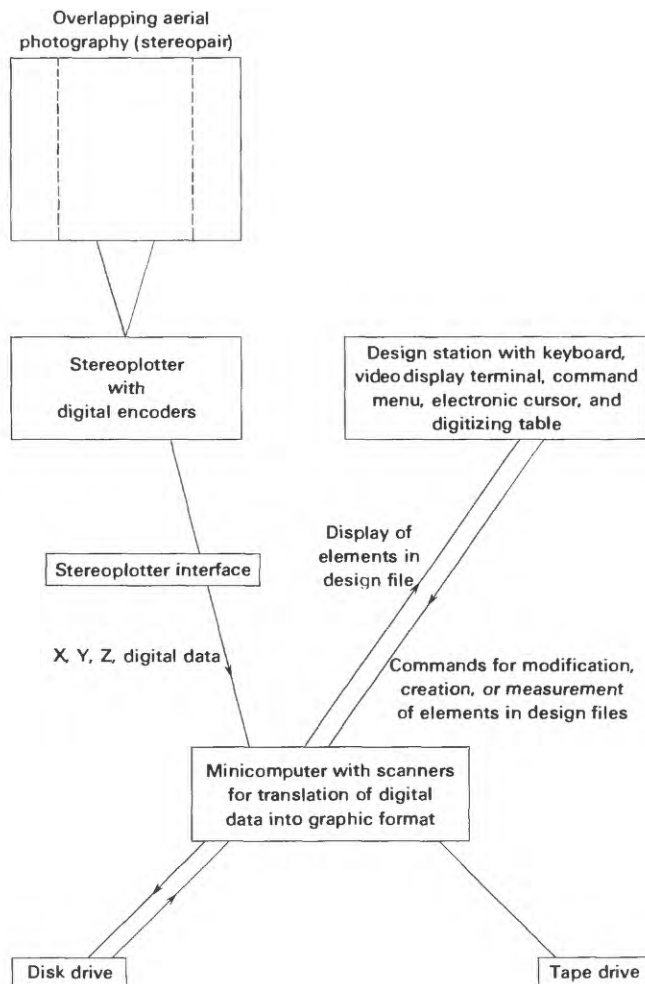 Overlapping aerial
photography (stereopair)
Stereoplotter
with
digital encoders
Design station with keyboard,
video display terminal, command
menu, electronic cursor, and
digitizing table
Display of
elements in
design file
Stereoplotter interface
X, Y, Z, digital data
Commands for modification,
creation, or measurement
of elements in design files
Minicomputer with scanners
for translation of digital
data into graphic format
Disk drive
Tape drive